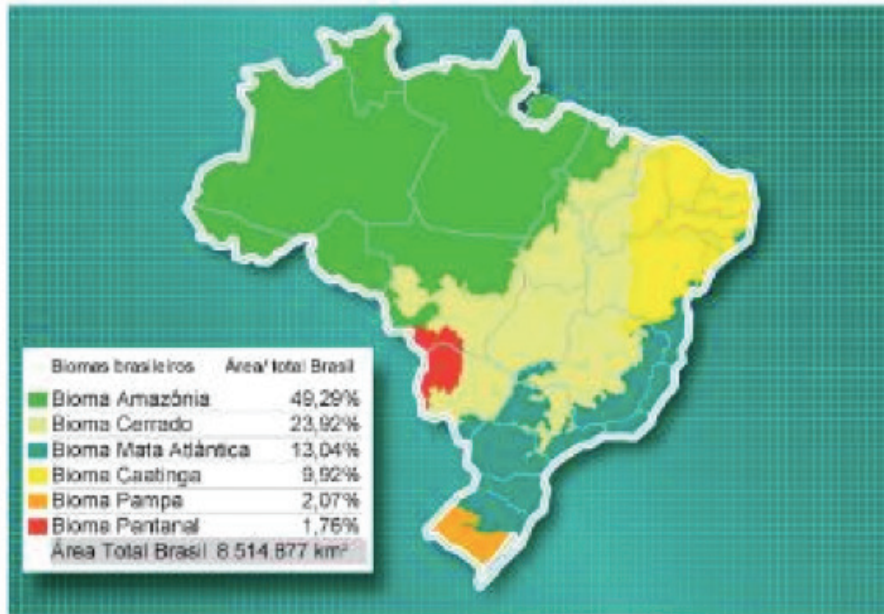 Biomas brasileiros Área/ total Brasil
Bioma Amazônia 49,29%
Bioma Cerrado 23,92%
Bioma Mata Atlântica 13,04%
Bioma Caatinga 9,92%
Bioma Pampa 2,07%
Bioma Pantanal 1,76%
Área Total Brasil 8.514.877 km²